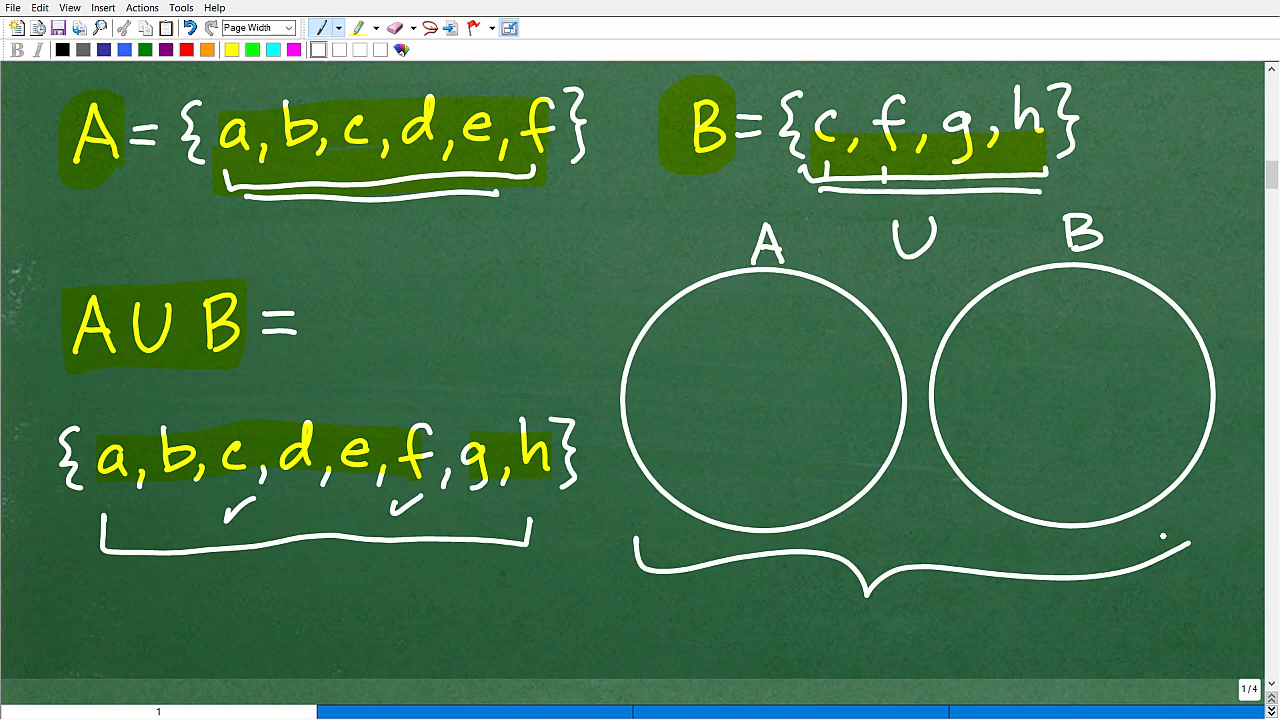 File Edit View Insert Actions Tools Help
Page Width
B I
A = {a, b, c, d, e, f} B = {c, f, g, h}
A U B
A U B =
{a, b, c, d, e, f, g, h}
1/4
1